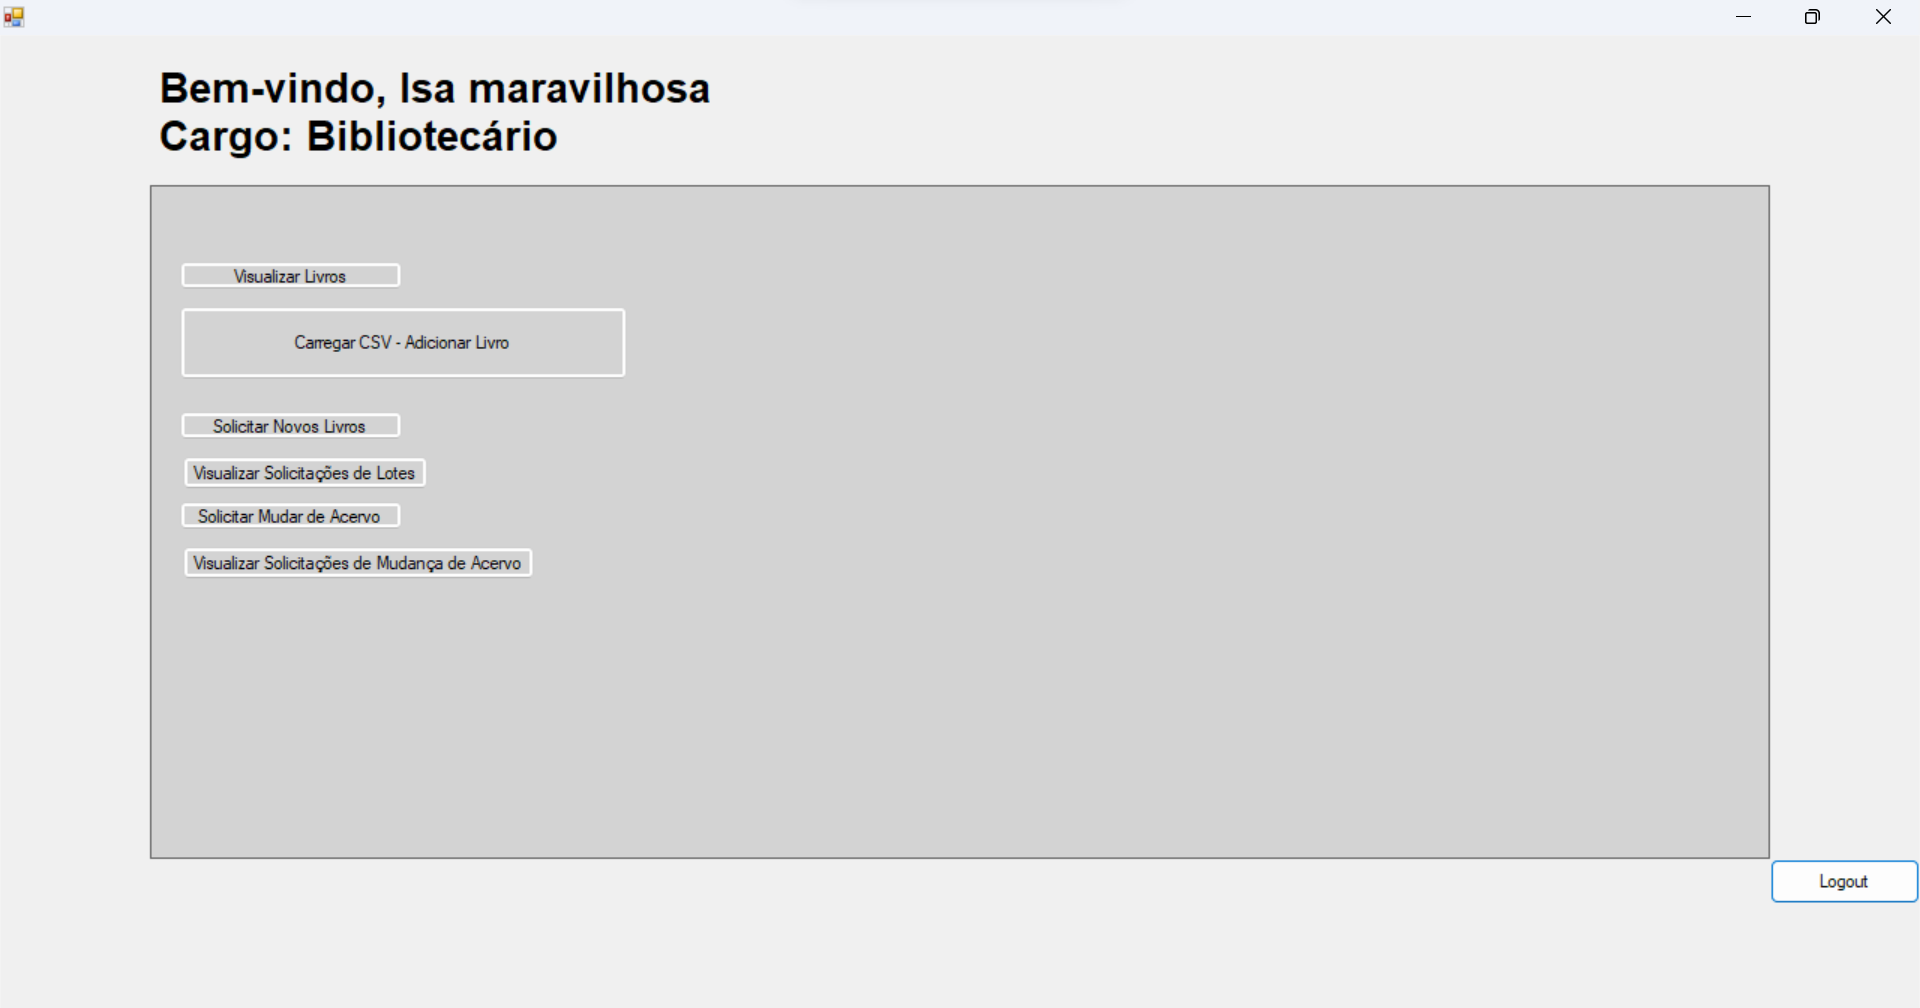 Bem-vindo, Isa maravilhosa
Cargo: Bibliotecário
Visualizar Livros
Carregar CSV - Adicionar Livro
Solicitar Novos Livros
Visualizar Solicitações de Lotes
Solicitar Mudar de Acervo
Visualizar Solicitações de Mudança de Acervo
Logout